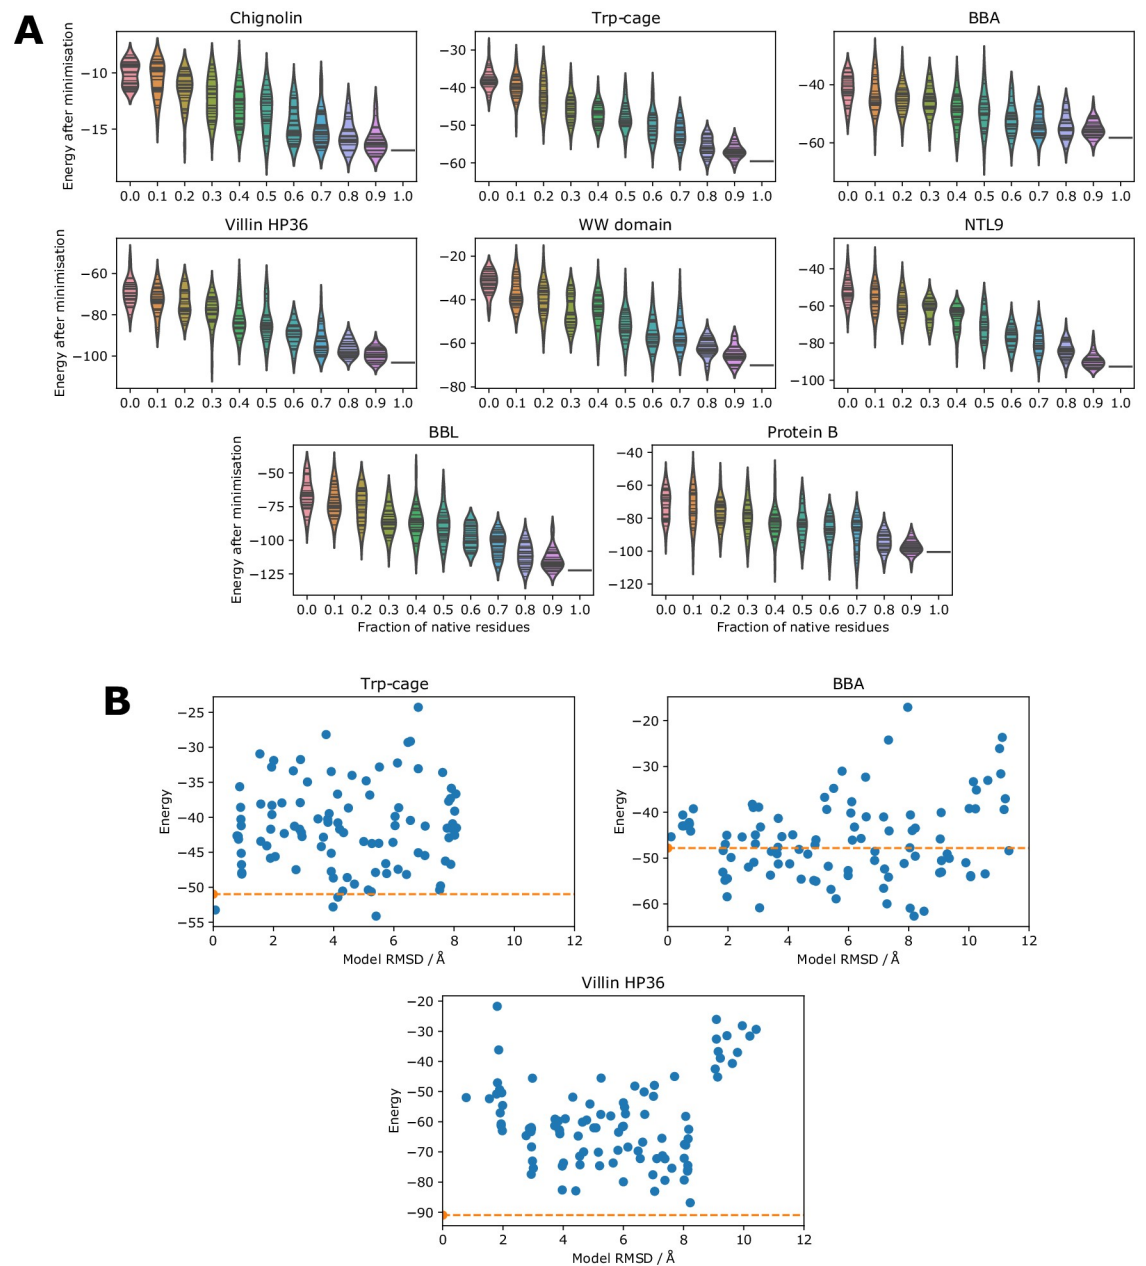 A
Chignolin
Trp-cage
BBA
Energy after minimisation
−10
−15
0.0 0.1 0.2 0.3 0.4 0.5 0.6 0.7 0.8 0.9 1.0
−30
−40
−50
−60
0.0 0.1 0.2 0.3 0.4 0.5 0.6 0.7 0.8 0.9 1.0
−40
−60
0.0 0.1 0.2 0.3 0.4 0.5 0.6 0.7 0.8 0.9 1.0
Villin HP36
WW domain
NTL9
Energy after minimisation
−60
−80
−100
0.0 0.1 0.2 0.3 0.4 0.5 0.6 0.7 0.8 0.9 1.0
−20
−40
−60
−80
0.0 0.1 0.2 0.3 0.4 0.5 0.6 0.7 0.8 0.9 1.0
−40
−60
−80
−100
0.0 0.1 0.2 0.3 0.4 0.5 0.6 0.7 0.8 0.9 1.0
BBL
Protein B
Energy after minimisation
−50
−75
−100
−125
0.0 0.1 0.2 0.3 0.4 0.5 0.6 0.7 0.8 0.9 1.0
Fraction of native residues
−40
−60
−80
−100
−120
0.0 0.1 0.2 0.3 0.4 0.5 0.6 0.7 0.8 0.9 1.0
Fraction of native residues
B
Trp-cage
Energy
−25
−30
−35
−40
−45
−50
−55
0 2 4 6 8 10 12
Model RMSD / Å
BBA
Energy
−20
−30
−40
−50
−60
0 2 4 6 8 10 12
Model RMSD / Å
Villin HP36
Energy
−20
−30
−40
−50
−60
−70
−80
−90
0 2 4 6 8 10 12
Model RMSD / Å